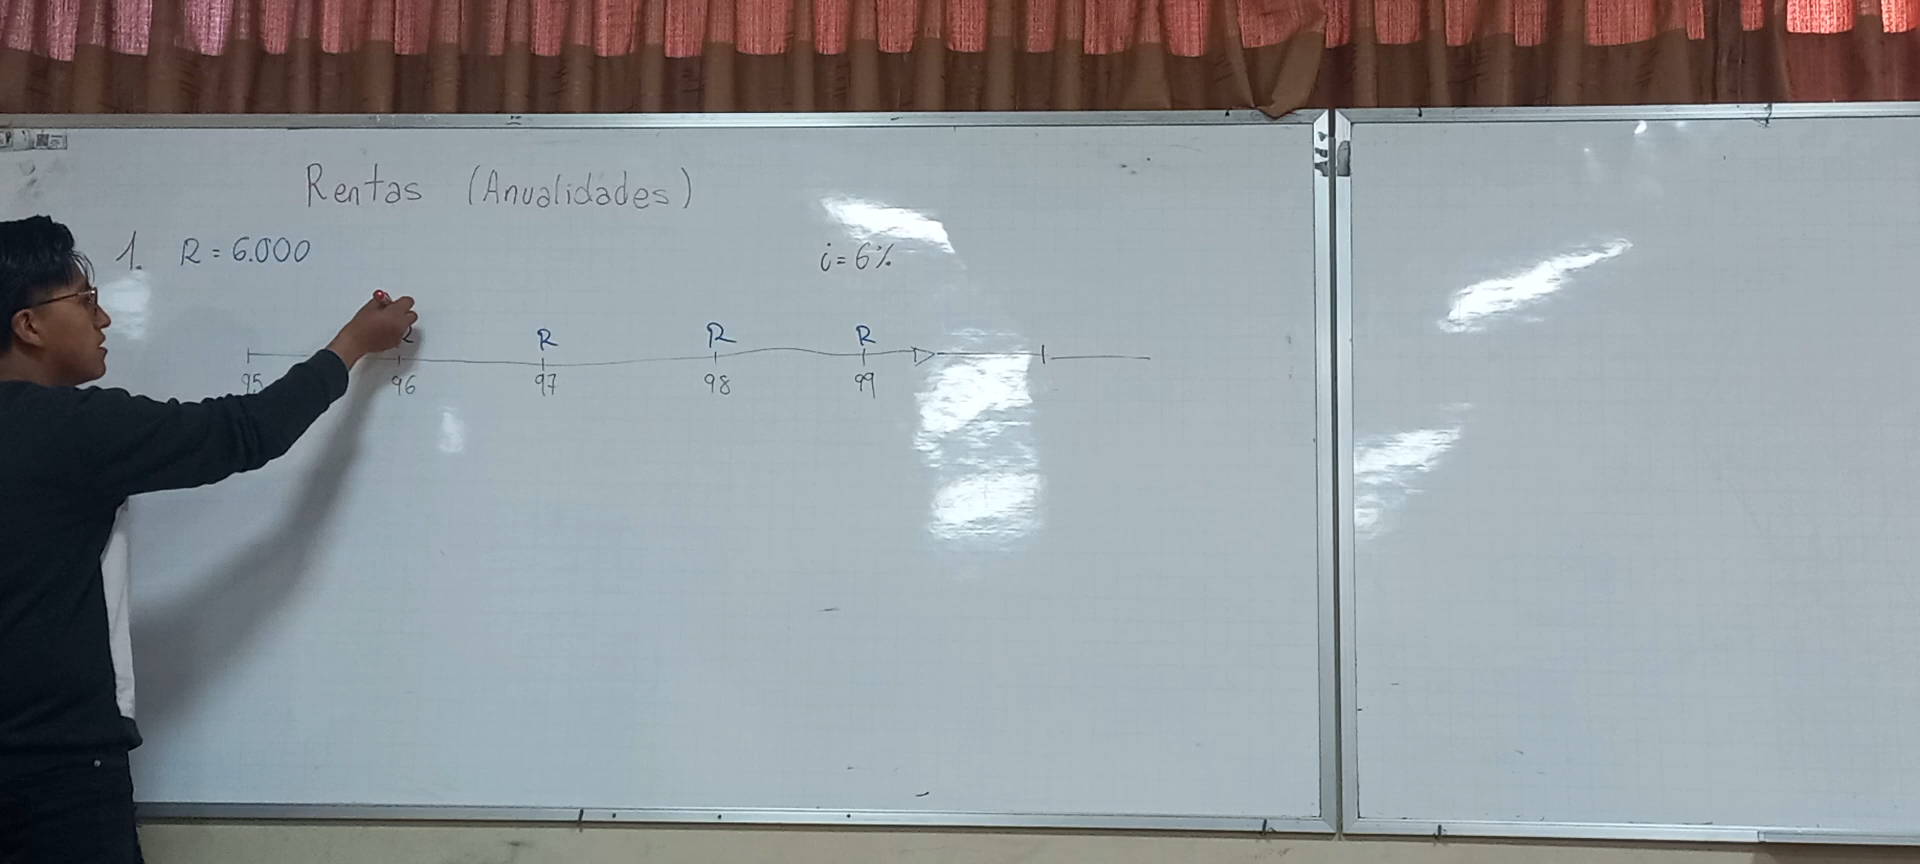 Rentas (Anualidades)
1. R = 6.000 i = 6%
R R R R
95 96 97 98 99